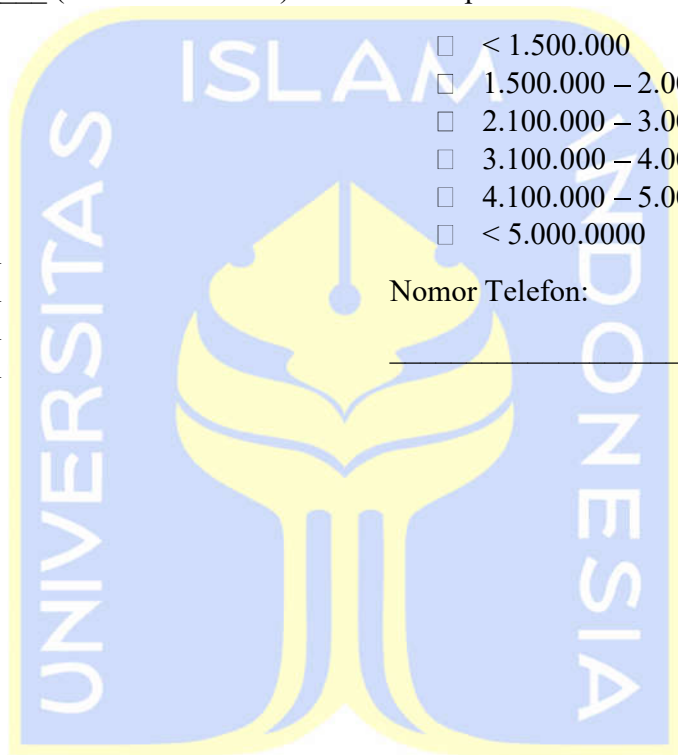 < 1.500.000
1.500.000 – 2.00
2.100.000 – 3.00
3.100.000 – 4.00
4.100.000 – 5.00
< 5.000.0000
Nomor Telefon:
UNIVERSITAS
ISLAM
INDONESIA